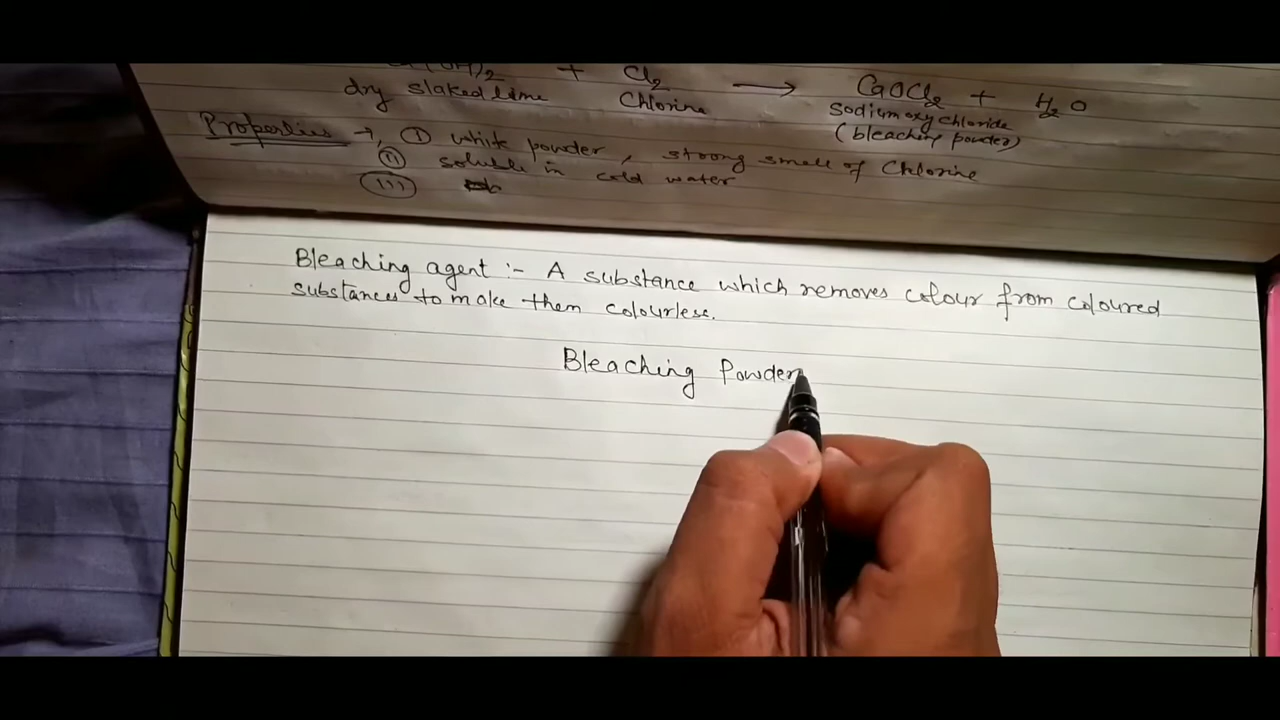 (OH)2 + Cl2 ⟶ CaOCl2 + H2O
dry slaked lime Chlorine Sodium oxy chloride
(bleaching powder)
Properties →, (I) white powder, strong smell of Chlorine
(II) soluble in cold water
(III)
Bleaching agent :- A substance which removes colour from coloured
substances to make them colourless.
Bleaching Powder